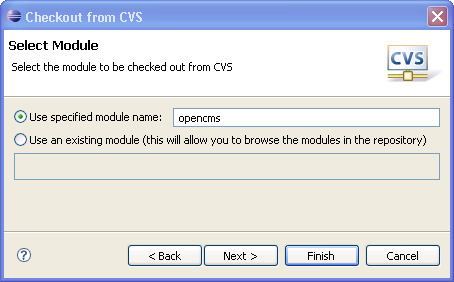 Checkout from CVS
Select Module
Select the module to be checked out from CVS
CVS
Use specified module name: opencms
Use an existing module (this will allow you to browse the modules in the repository)
? < Back Next > Finish Cancel